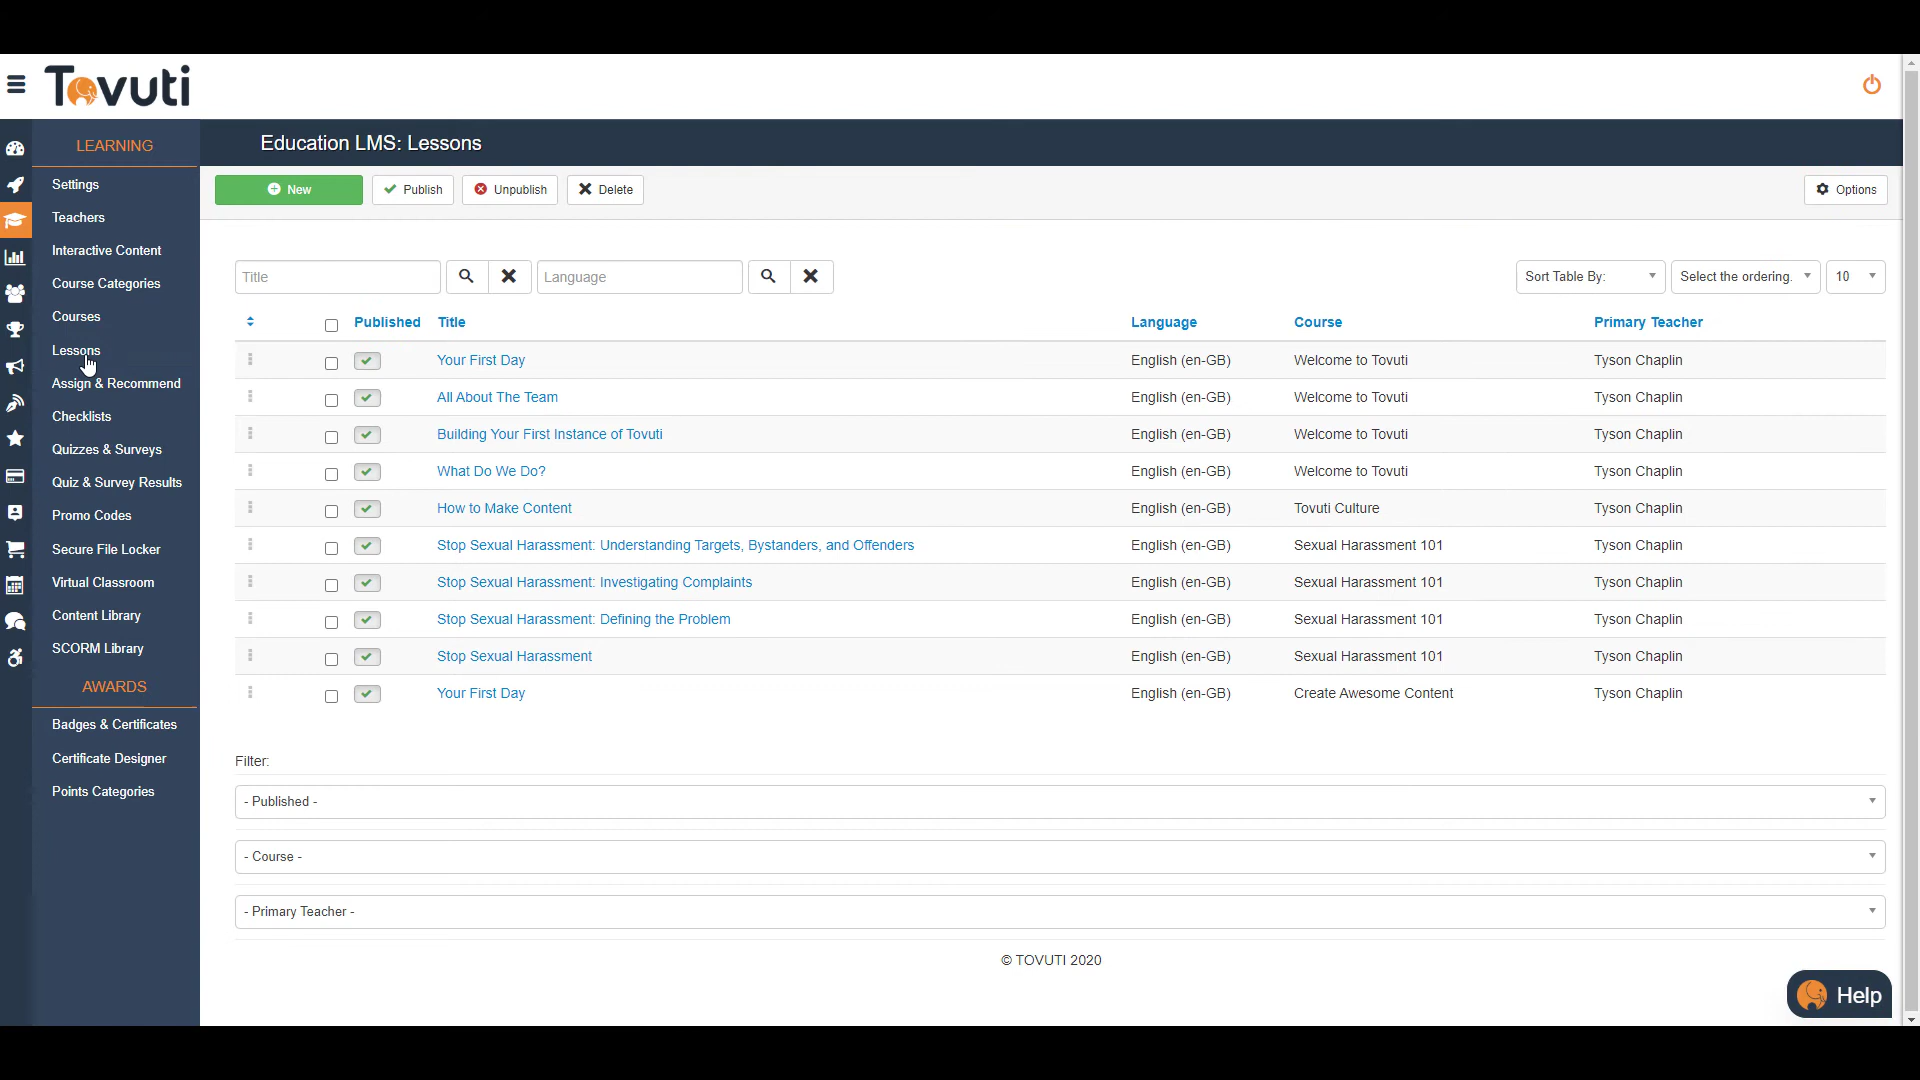 Tovuti
LEARNING
Settings
Teachers
Interactive Content
Course Categories
Courses
Lessons
Assign & Recommend
Checklists
Quizzes & Surveys
Quiz & Survey Results
Promo Codes
Secure File Locker
Virtual Classroom
Content Library
SCORM Library
AWARDS
Badges & Certificates
Certificate Designer
Points Categories
Education LMS: Lessons
New Publish Unpublish Delete Options
Title Language Sort Table By: Select the ordering. 10
Published Title Language Course Primary Teacher
Your First Day English (en-GB) Welcome to Tovuti Tyson Chaplin
All About The Team English (en-GB) Welcome to Tovuti Tyson Chaplin
Building Your First Instance of Tovuti English (en-GB) Welcome to Tovuti Tyson Chaplin
What Do We Do? English (en-GB) Welcome to Tovuti Tyson Chaplin
How to Make Content English (en-GB) Tovuti Culture Tyson Chaplin
Stop Sexual Harassment: Understanding Targets, Bystanders, and Offenders English (en-GB) Sexual Harassment 101 Tyson Chaplin
Stop Sexual Harassment: Investigating Complaints English (en-GB) Sexual Harassment 101 Tyson Chaplin
Stop Sexual Harassment: Defining the Problem English (en-GB) Sexual Harassment 101 Tyson Chaplin
Stop Sexual Harassment English (en-GB) Sexual Harassment 101 Tyson Chaplin
Your First Day English (en-GB) Create Awesome Content Tyson Chaplin
Filter:
- Published -
- Course -
- Primary Teacher -
© TOVUTI 2020
Help